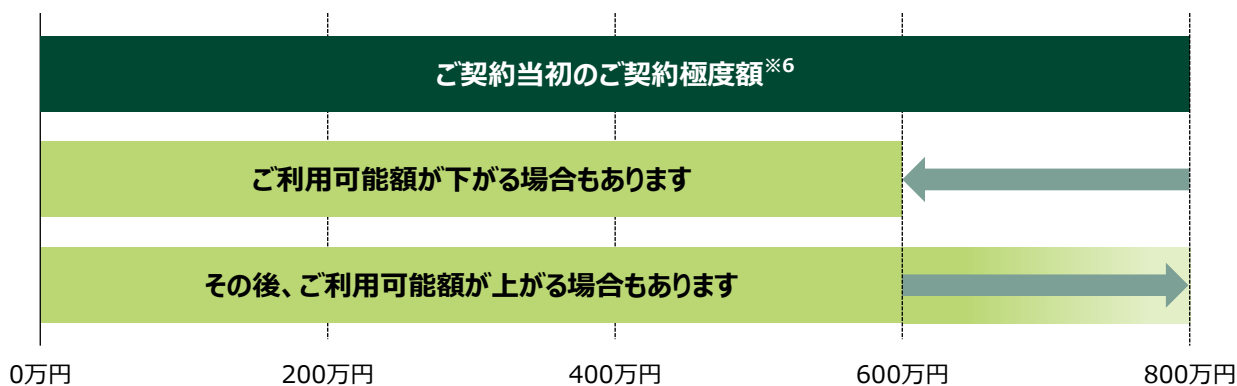 ご契約当初のご契約極度額※6
ご利用可能額が下がる場合もあります
その後、ご利用可能額が上がる場合もあります
0万円 200万円 400万円 600万円 800万円